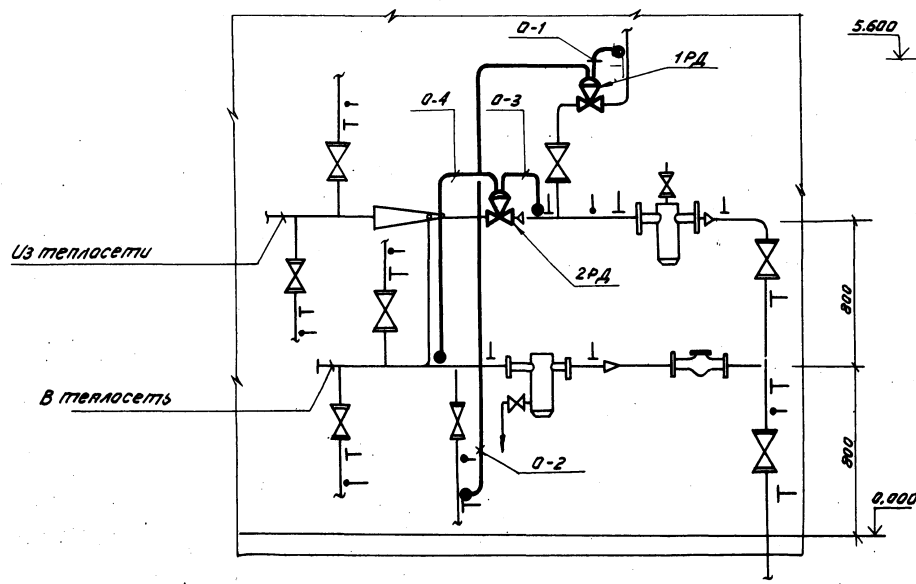 О-1
5.600
1РД
О-4
О-3
Из теплосети
2РД
800
В теплосеть
О-2
800
0.000